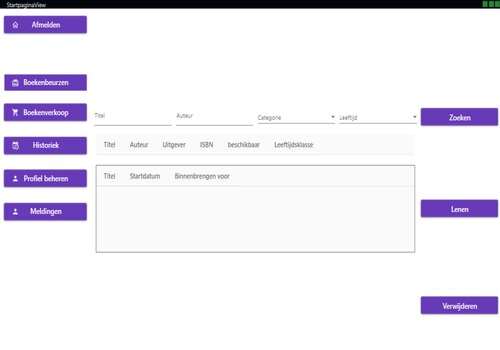 StartpaginaView
Afmelden
Boekenbeurzen
Boekenverkoop
Historiek
Profiel beheren
Meldingen
Titel Auteur Categorie Leeftijd Zoeken
Titel Auteur Uitgever ISBN beschikbaar Leeftijdsklasse
Titel Startdatum Binnenbrengen voor
Lenen
Verwijderen